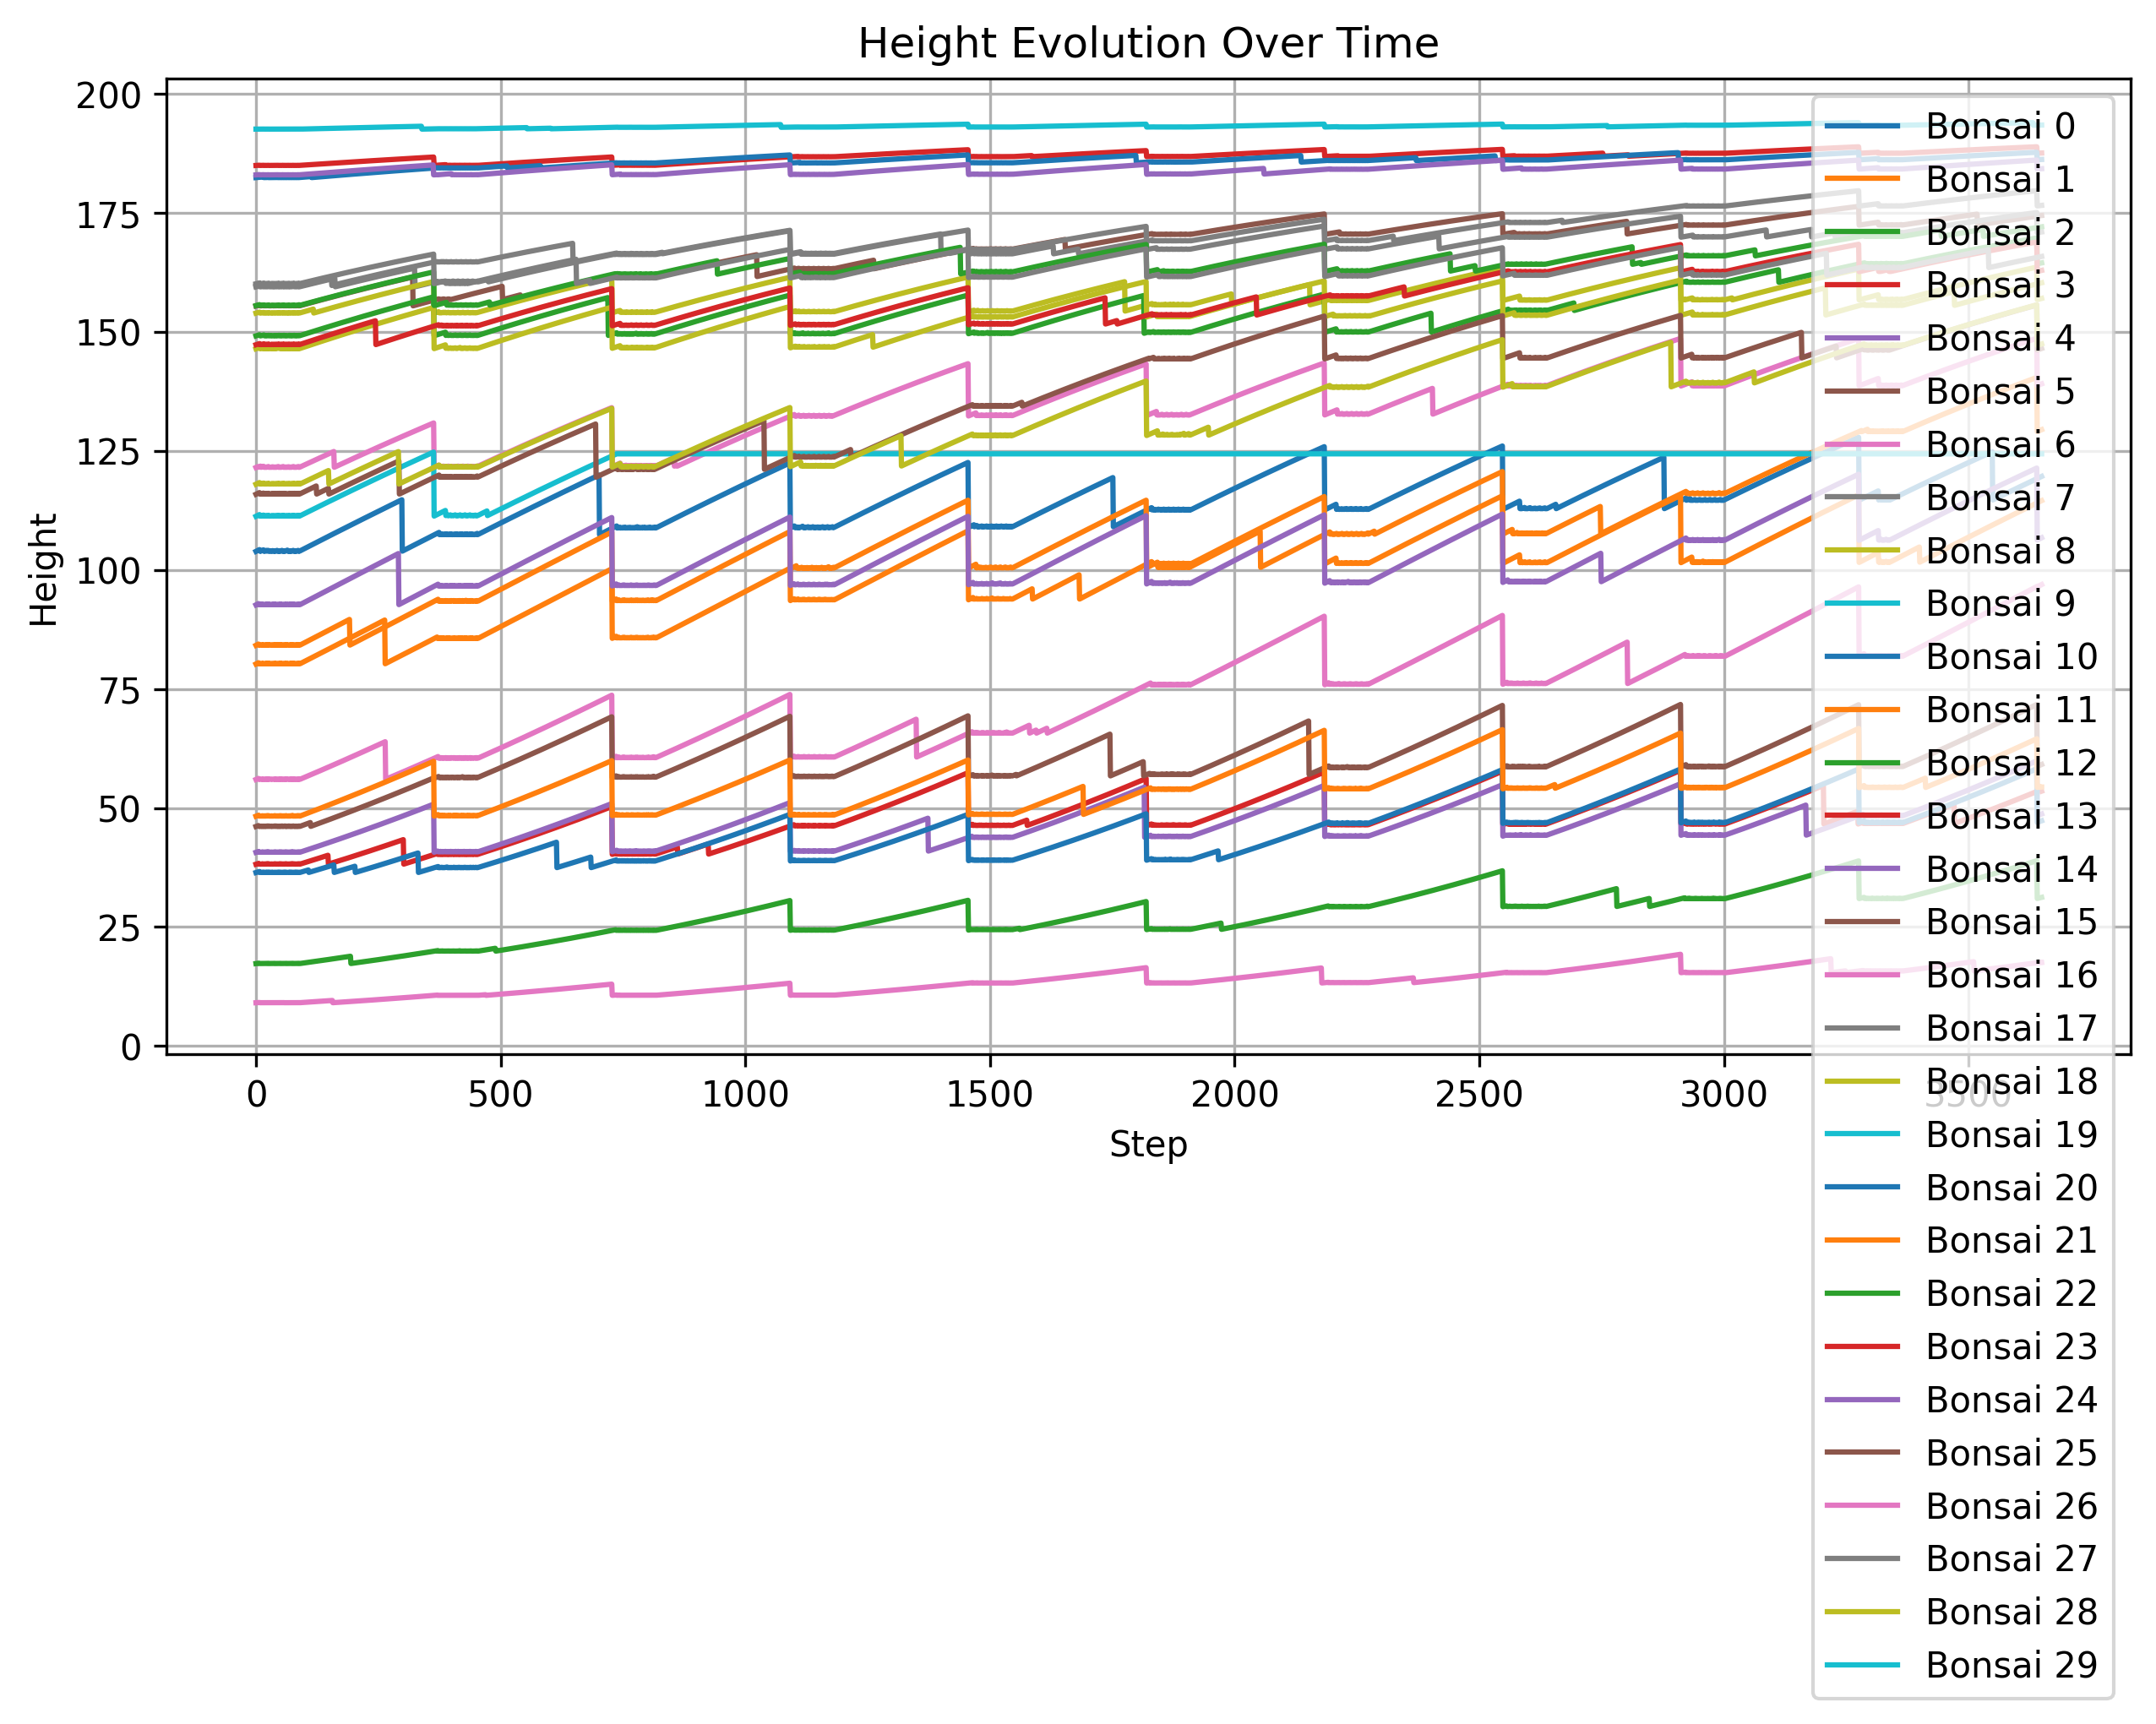 Height Evolution Over Time
Height
200
175
150
125
100
75
50
25
0
0
500
1000
1500
2000
2500
3000
3500
Step
Bonsai 0
Bonsai 1
Bonsai 2
Bonsai 3
Bonsai 4
Bonsai 5
Bonsai 6
Bonsai 7
Bonsai 8
Bonsai 9
Bonsai 10
Bonsai 11
Bonsai 12
Bonsai 13
Bonsai 14
Bonsai 15
Bonsai 16
Bonsai 17
Bonsai 18
Bonsai 19
Bonsai 20
Bonsai 21
Bonsai 22
Bonsai 23
Bonsai 24
Bonsai 25
Bonsai 26
Bonsai 27
Bonsai 28
Bonsai 29